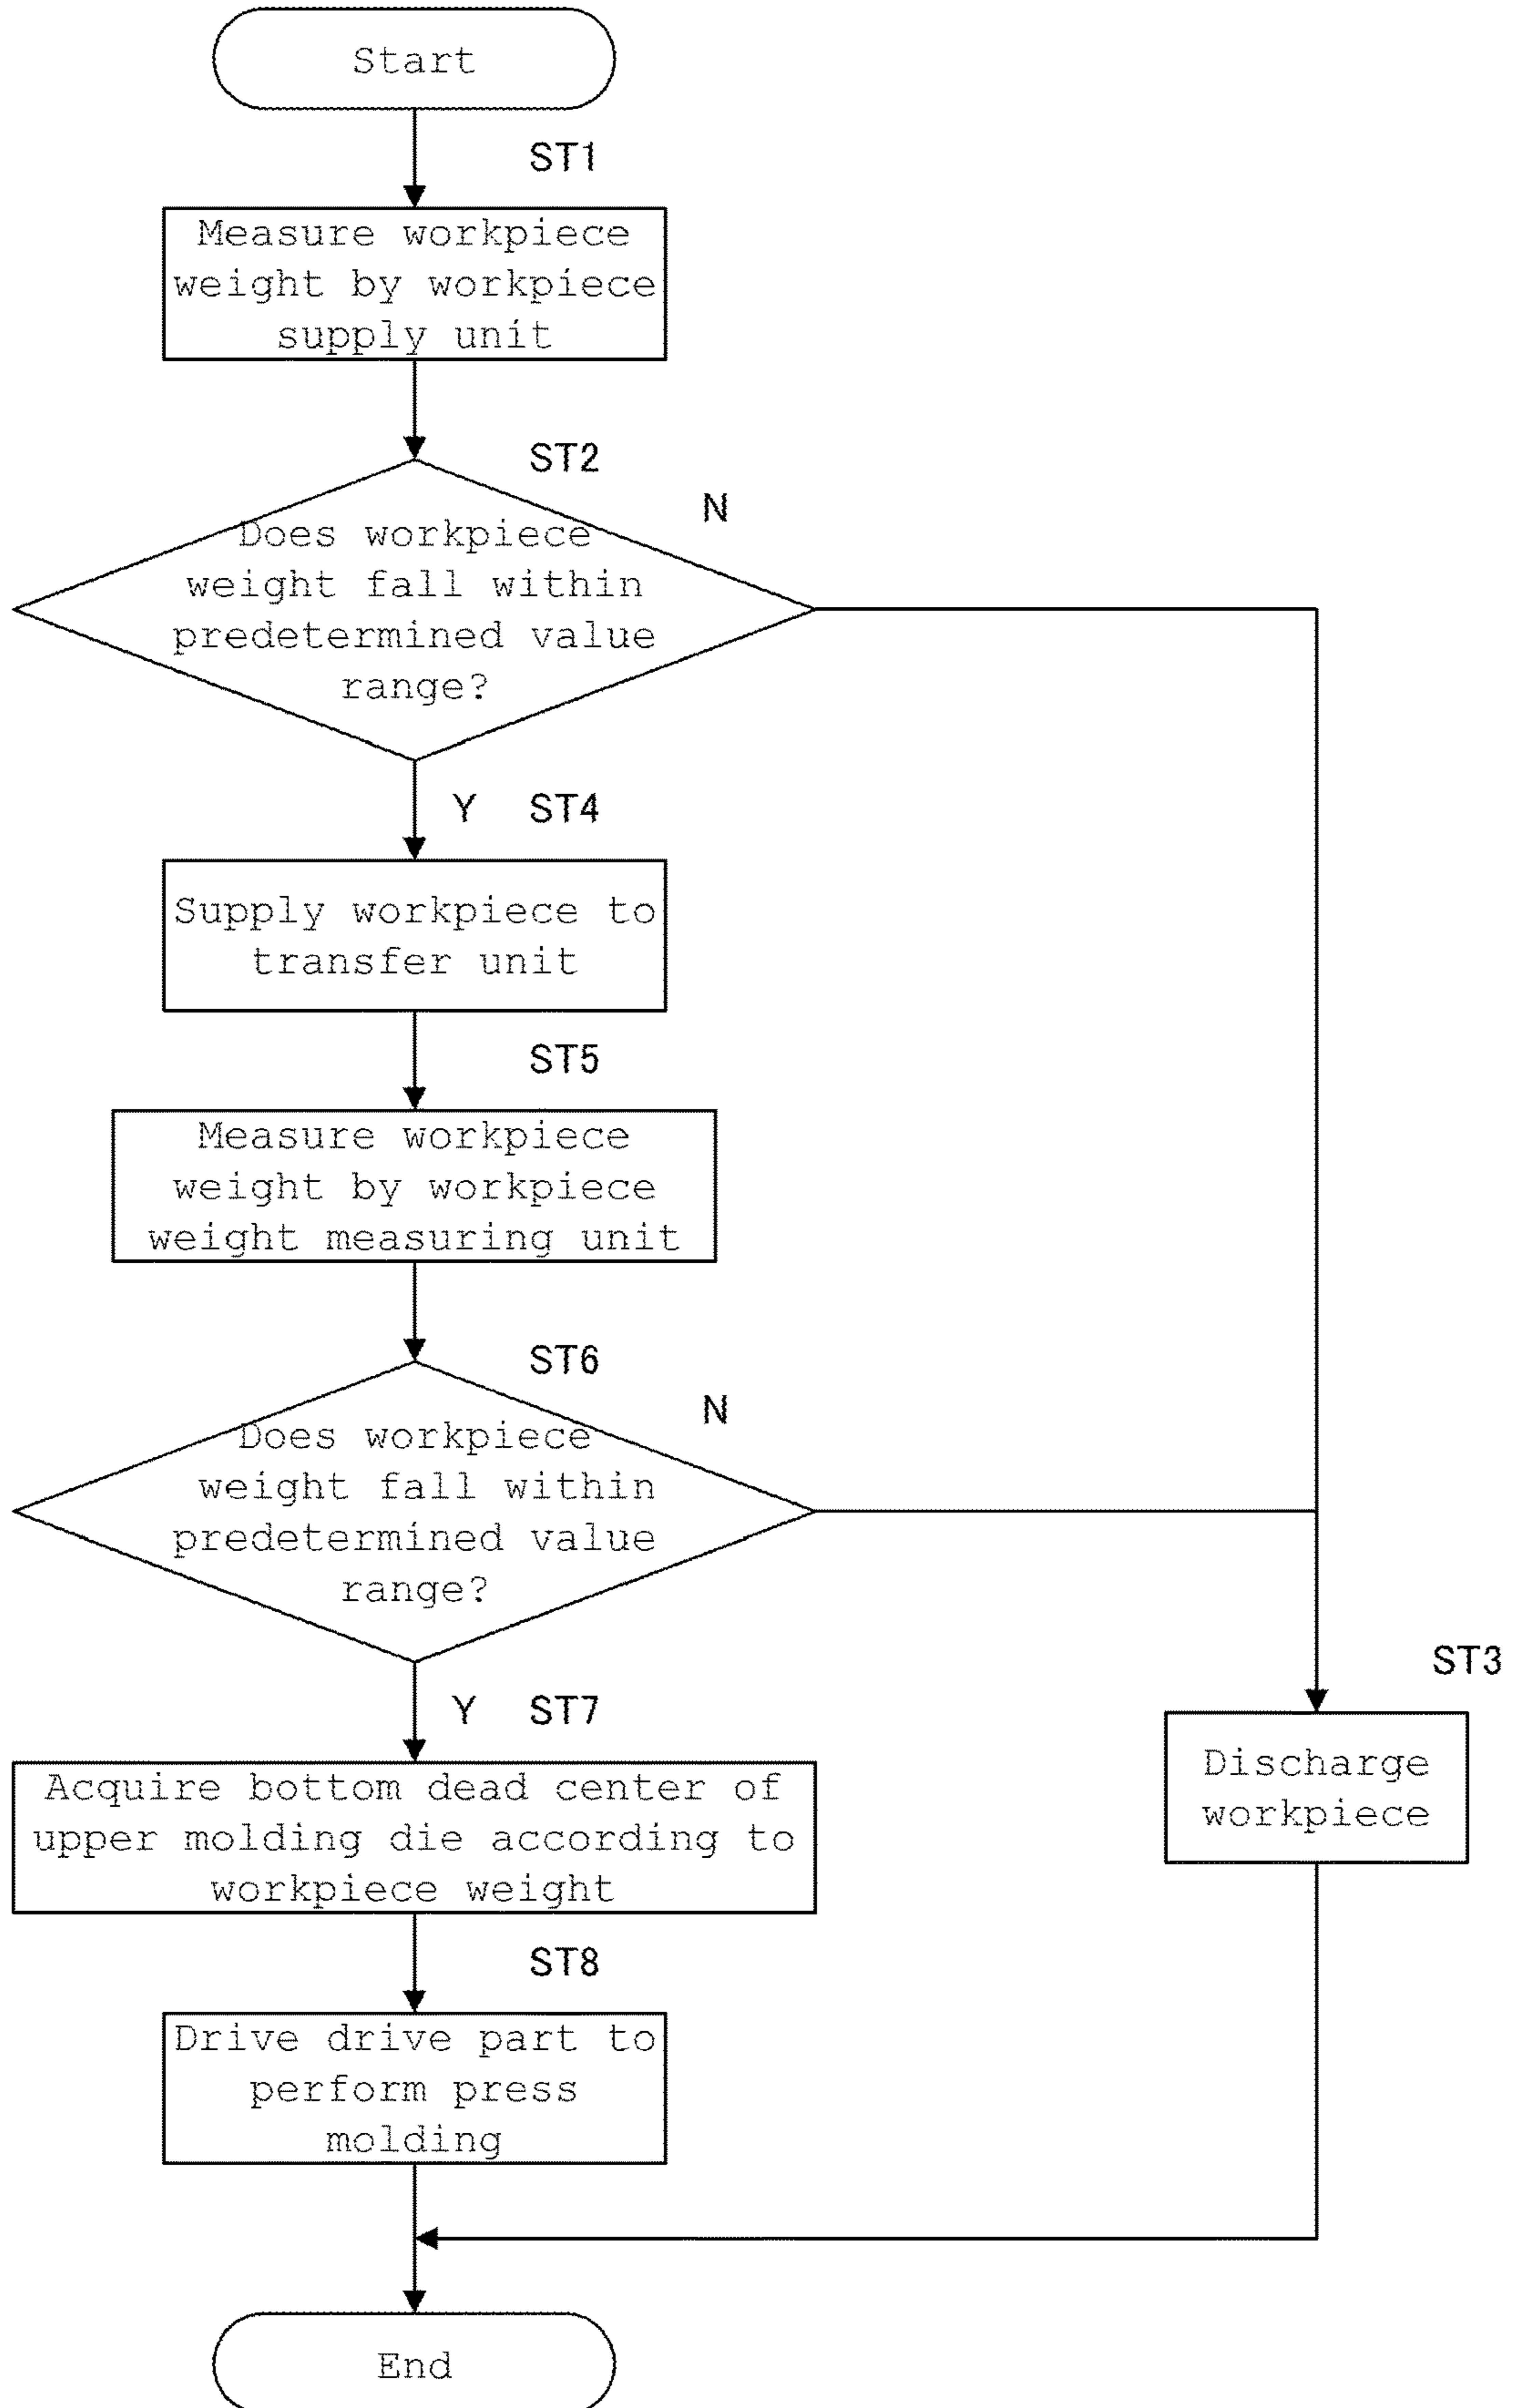 Start
ST1
Measure workpiece
weight by workpiece
supply unit
ST2
N
Does workpiece
weight fall within
predetermined value
range?
Y
ST4
Supply workpiece to
transfer unit
ST5
Measure workpiece
weight by workpiece
weight measuring unit
ST6
N
Does workpiece
weight fall within
predetermined value
range?
ST3
Discharge
workpiece
Y
ST7
Acquire bottom dead center of
upper molding die according to
workpiece weight
ST8
Drive drive part to
perform press
molding
End